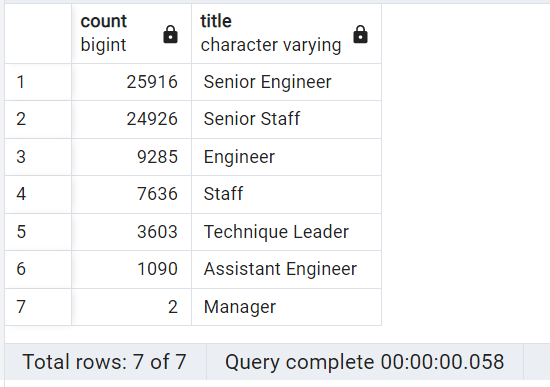 count title
bigint character varying
1 25916 Senior Engineer
2 24926 Senior Staff
3 9285 Engineer
4 7636 Staff
5 3603 Technique Leader
6 1090 Assistant Engineer
7 2 Manager
Total rows: 7 of 7 Query complete 00:00:00.058